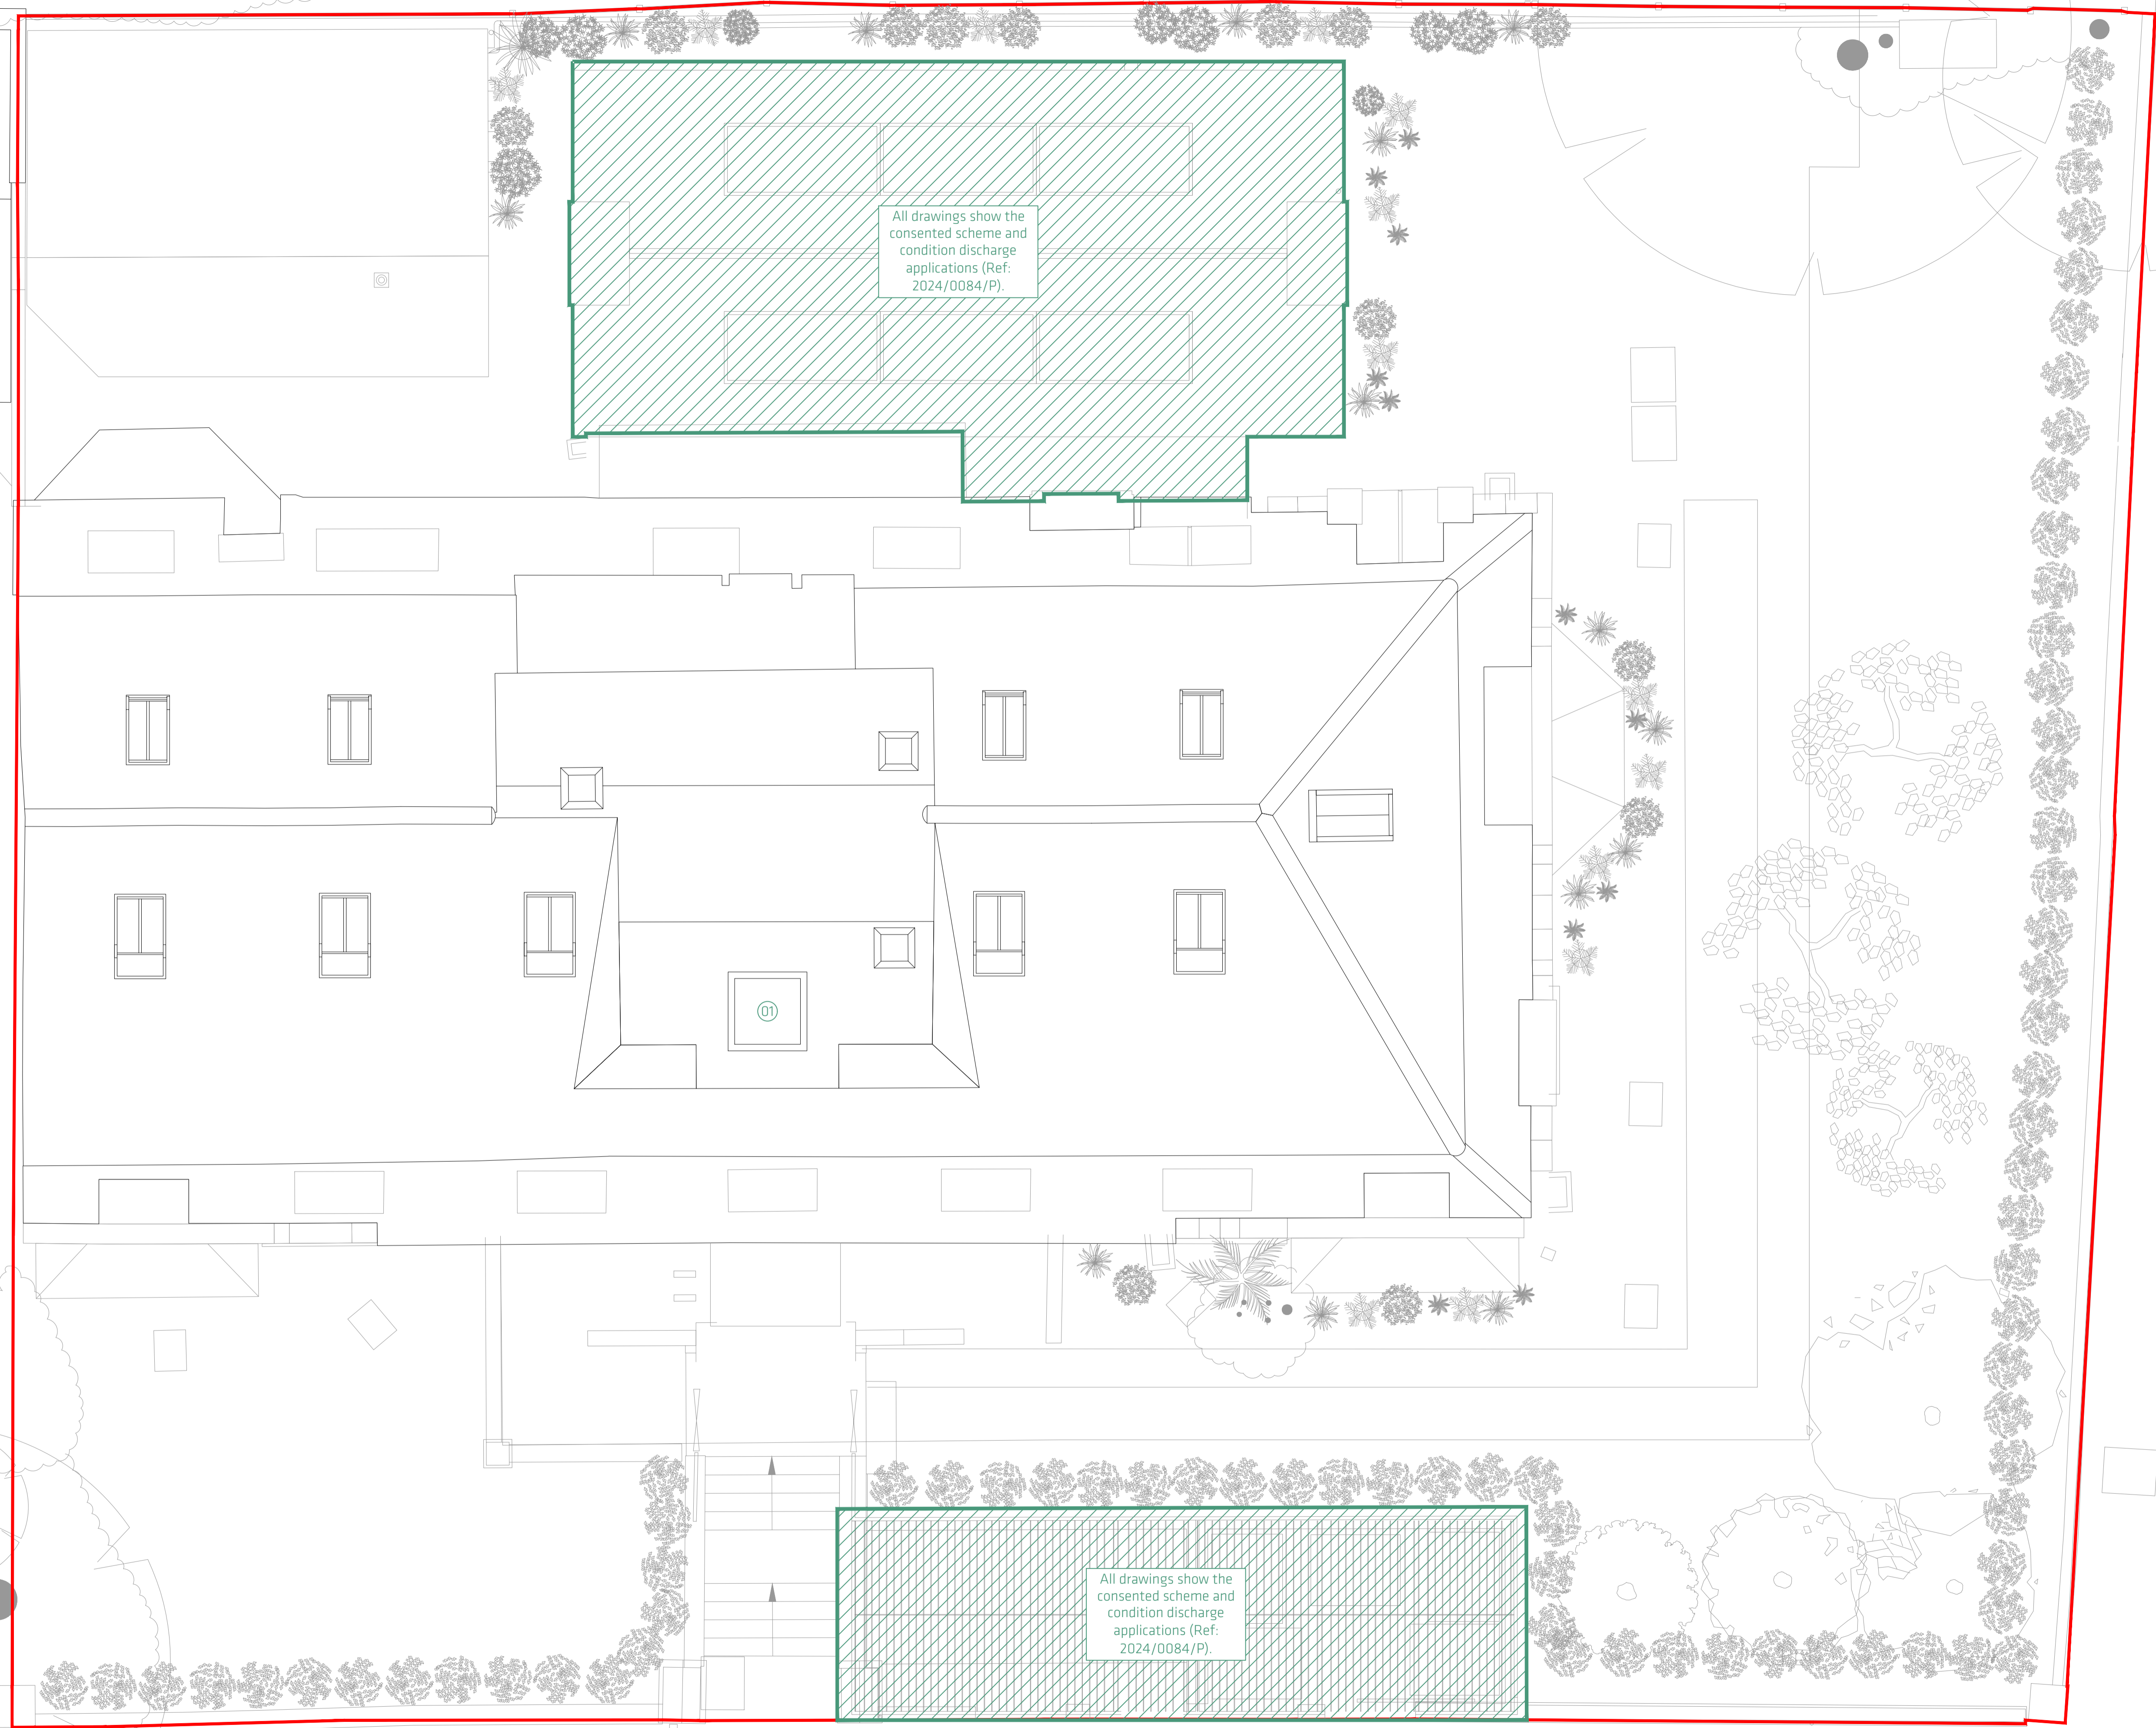 All drawings show the
consented scheme and
condition discharge
applications (Ref:
2024/0084/P).
01
All drawings show the
consented scheme and
condition discharge
applications (Ref:
2024/0084/P).